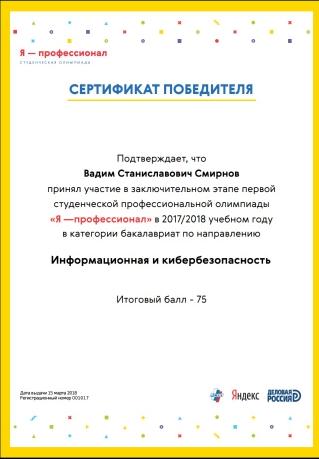 Я — профессионал
СТУДЕНЧЕСКАЯ ОЛИМПИАДА
СЕРТИФИКАТ ПОБЕДИТЕЛЯ
Подтверждает, что
Вадим Станиславович Смирнов
принял участие в заключительном этапе первой
студенческой профессиональной олимпиады
«Я —профессионал» в 2017/2018 учебном году
в категории бакалавриат по направлению
Информационная и кибербезопасность
Итоговый балл - 75
Дата выдачи 15 марта 2018
Регистрационный номер 001017
Яндекс
ДЕЛОВАЯ
РОССИЯ